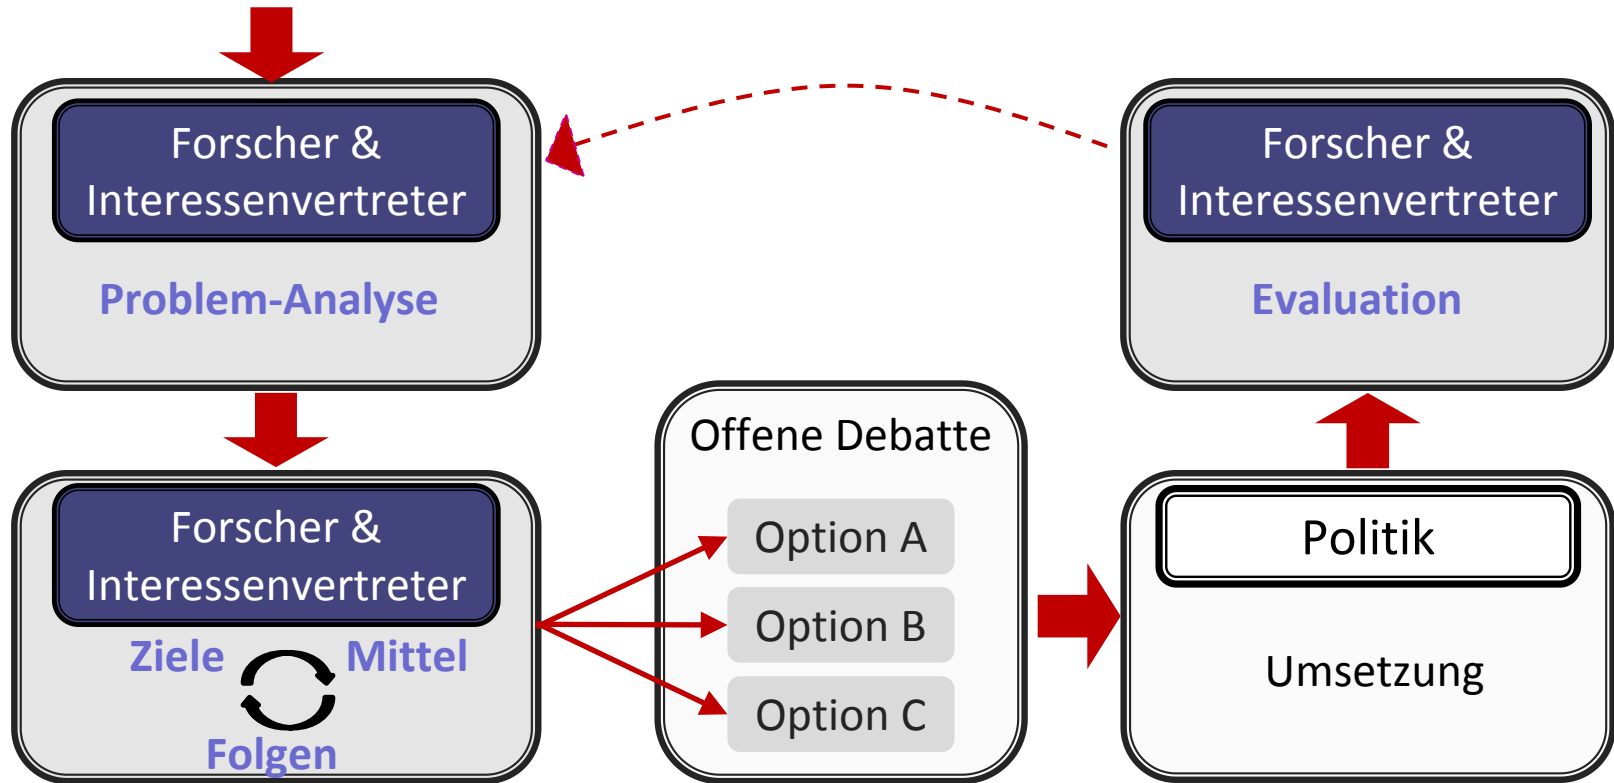 Forscher &
Interessenvertreter
Problem-Analyse
Forscher &
Interessenvertreter
Ziele
Mittel
Folgen
Offene Debatte
Option A
Option B
Option C
Politik
Umsetzung
Forscher &
Interessenvertreter
Evaluation